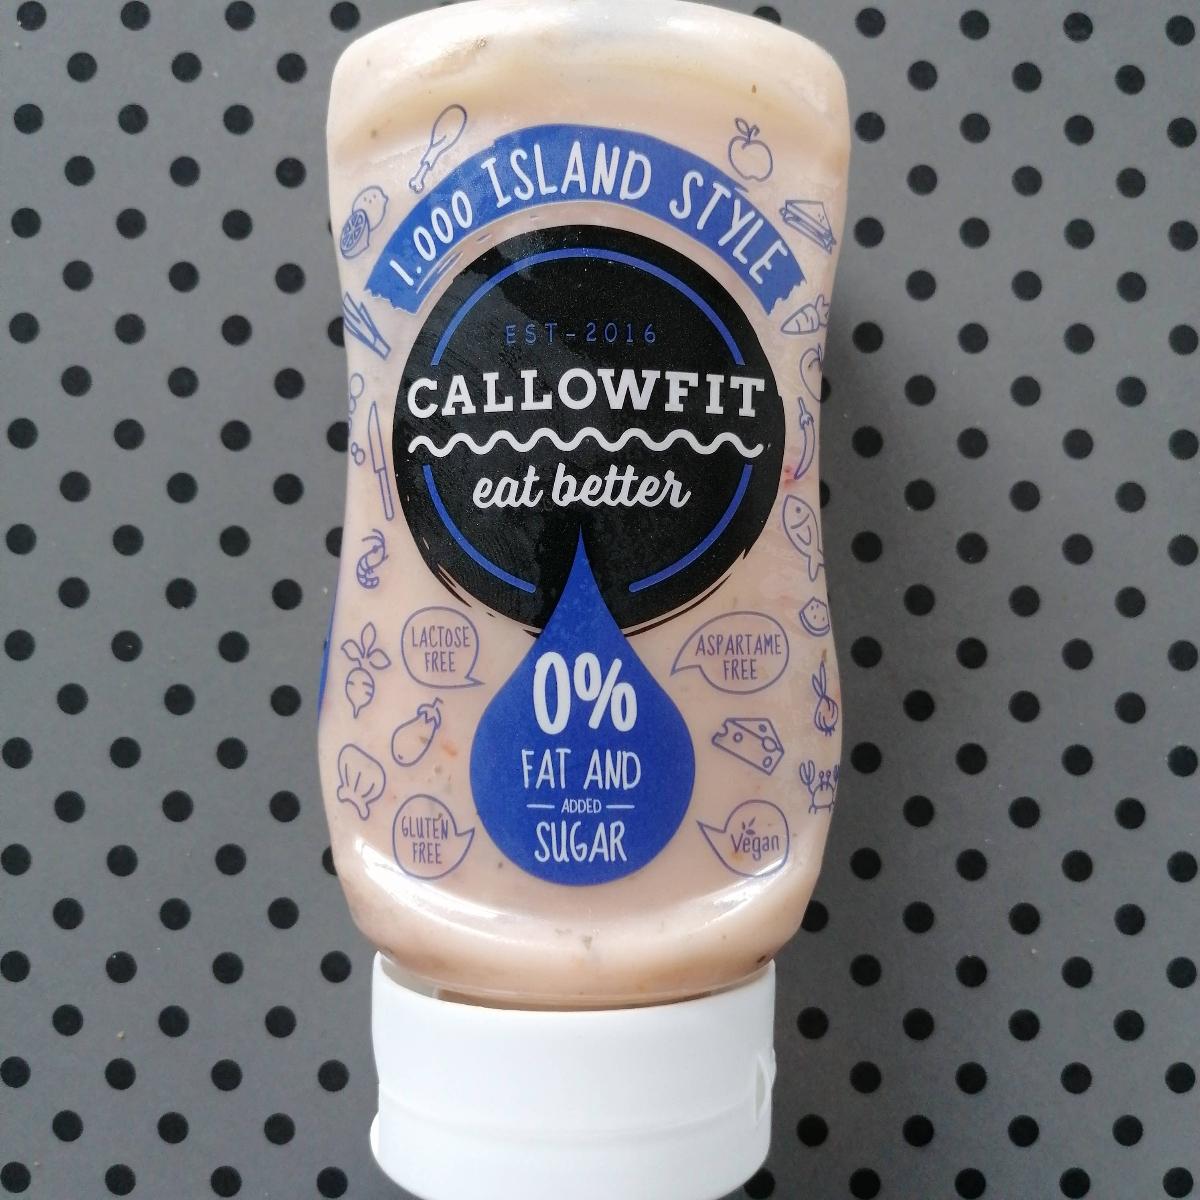 1.000 ISLAND STYLE
EST-2016
CALLOWFIT
eat better
LACTOSE
FREE
ASPARTAME
FREE
0%
FAT AND
ADDED
SUGAR
GLUTEN
FREE
Vegan